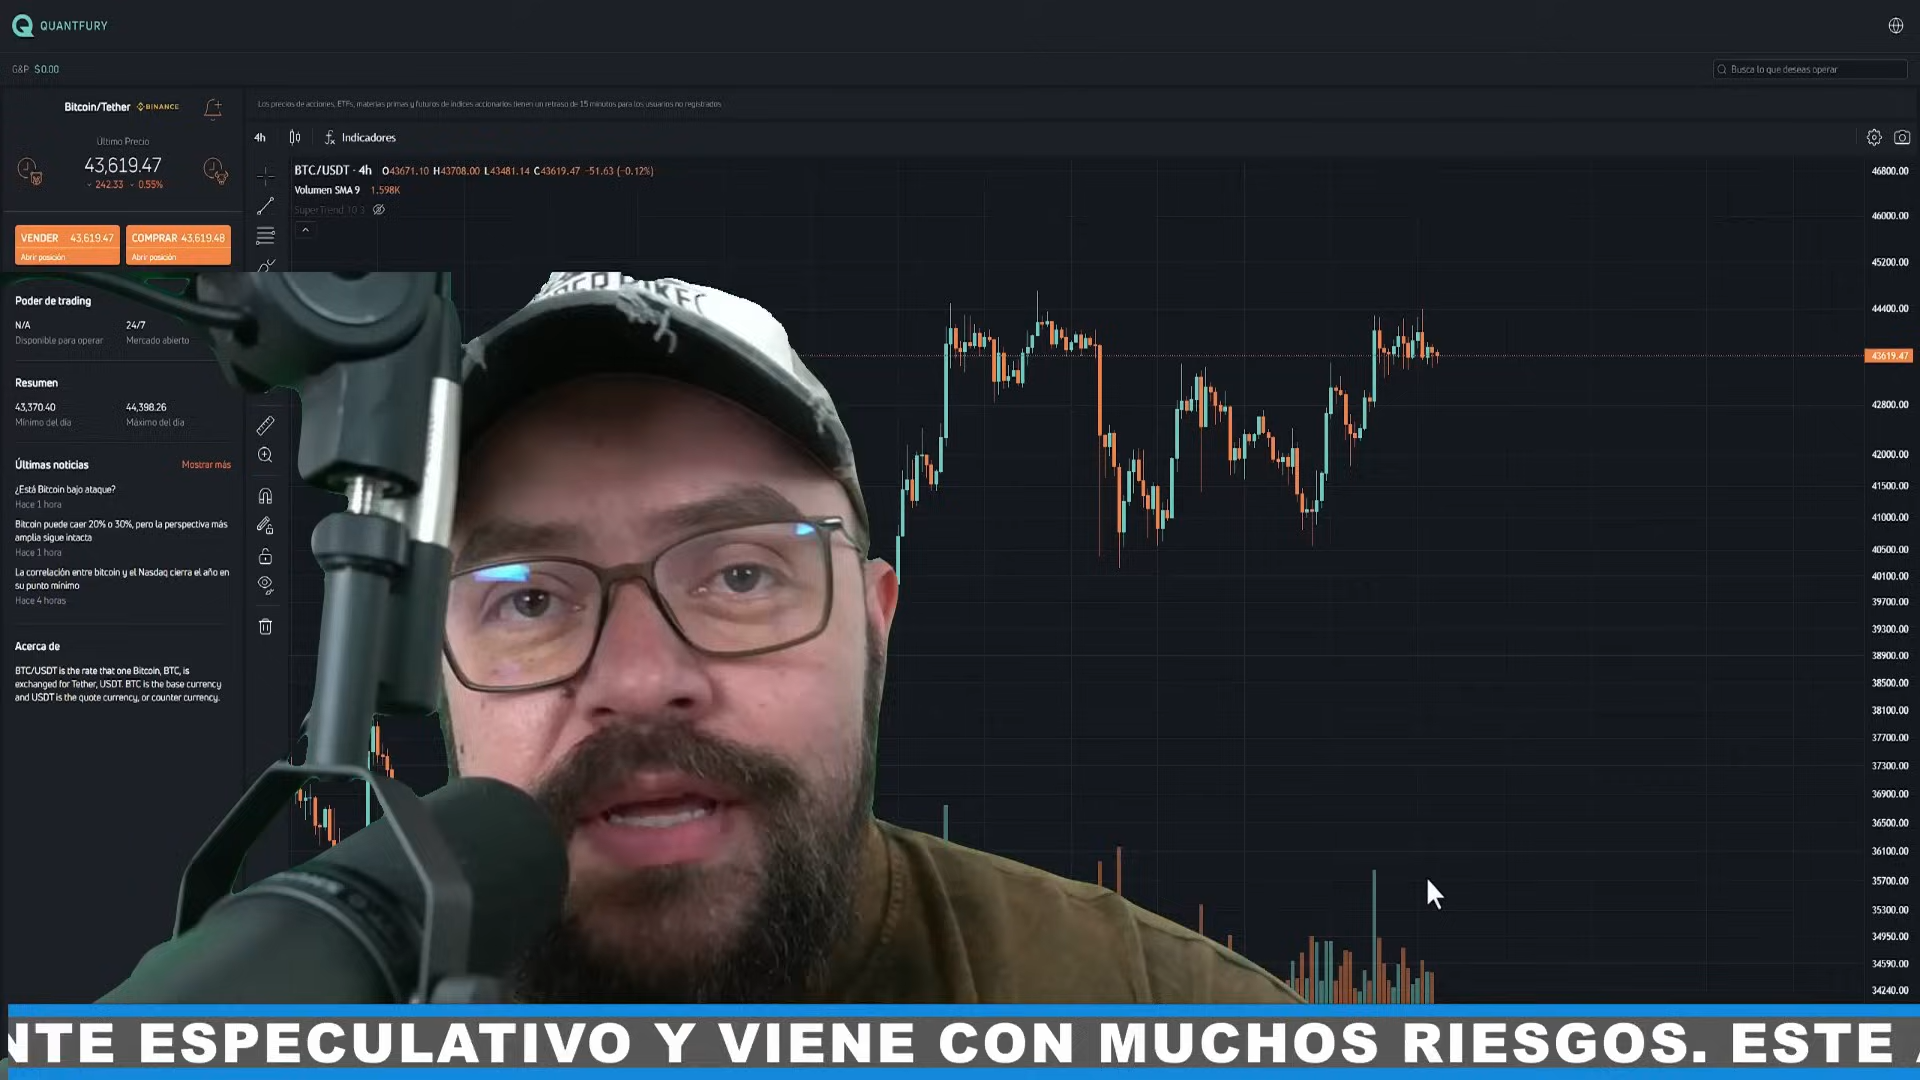 QUANTFURY
G&P $0.00
Busca lo que deseas operar
Bitcoin/Tether BINANCE
Los precios de acciones, ETFs, materias primas y futuros de índices accionarios tienen un retraso de 15 minutos para los usuarios no registrados
Último Precio
43,619.47
- 242.33 - 0.55%
4h
Indicadores
BTC/USDT · 4h O43671.10 H43708.00 L43481.14 C43619.47 −51.63 (−0.12%)
Volumen SMA 9 1.598K
SuperTrend 10 3
VENDER 43,619.47
Abrir posición
COMPRAR 43,619.48
Abrir posición
Poder de trading
N/A
Disponible para operar
24/7
Mercado abierto
Resumen
43,370.40
Mínimo del día
44,398.26
Máximo del día
Últimas noticias
Mostrar más
¿Está Bitcoin bajo ataque?
Hace 1 hora
Bitcoin puede caer 20% o 30%, pero la perspectiva más
amplia sigue intacta
Hace 1 hora
La correlación entre bitcoin y el Nasdaq cierra el año en
su punto mínimo
Hace 4 horas
Acerca de
BTC/USDT is the rate that one Bitcoin, BTC, is
exchanged for Tether, USDT. BTC is the base currency
and USDT is the quote currency, or counter currency.
46800.00
46000.00
45200.00
44400.00
43619.47
42800.00
42000.00
41500.00
41000.00
40500.00
40100.00
39700.00
39300.00
38900.00
38500.00
38100.00
37700.00
37300.00
36900.00
36500.00
36100.00
35700.00
35300.00
34950.00
34590.00
34240.00
NTE ESPECULATIVO Y VIENE CON MUCHOS RIESGOS. ESTE